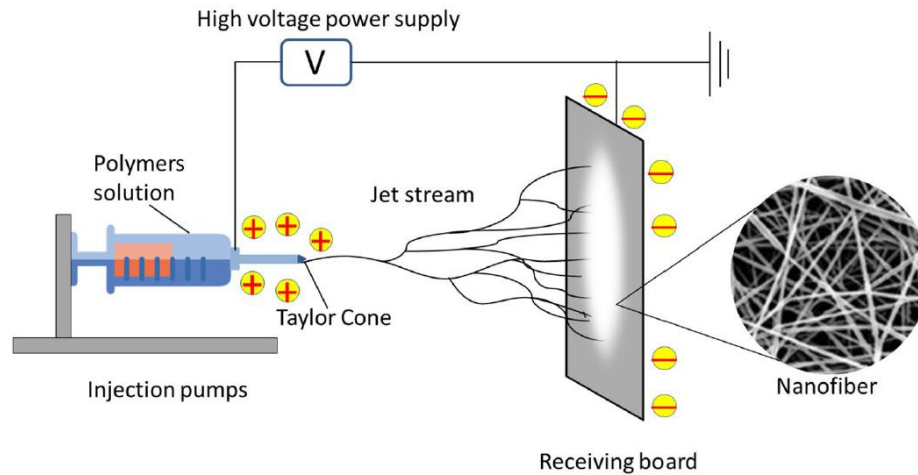 High voltage power supply
V
Polymers
solution
Jet stream
Taylor Cone
Injection pumps
Nanofiber
Receiving board